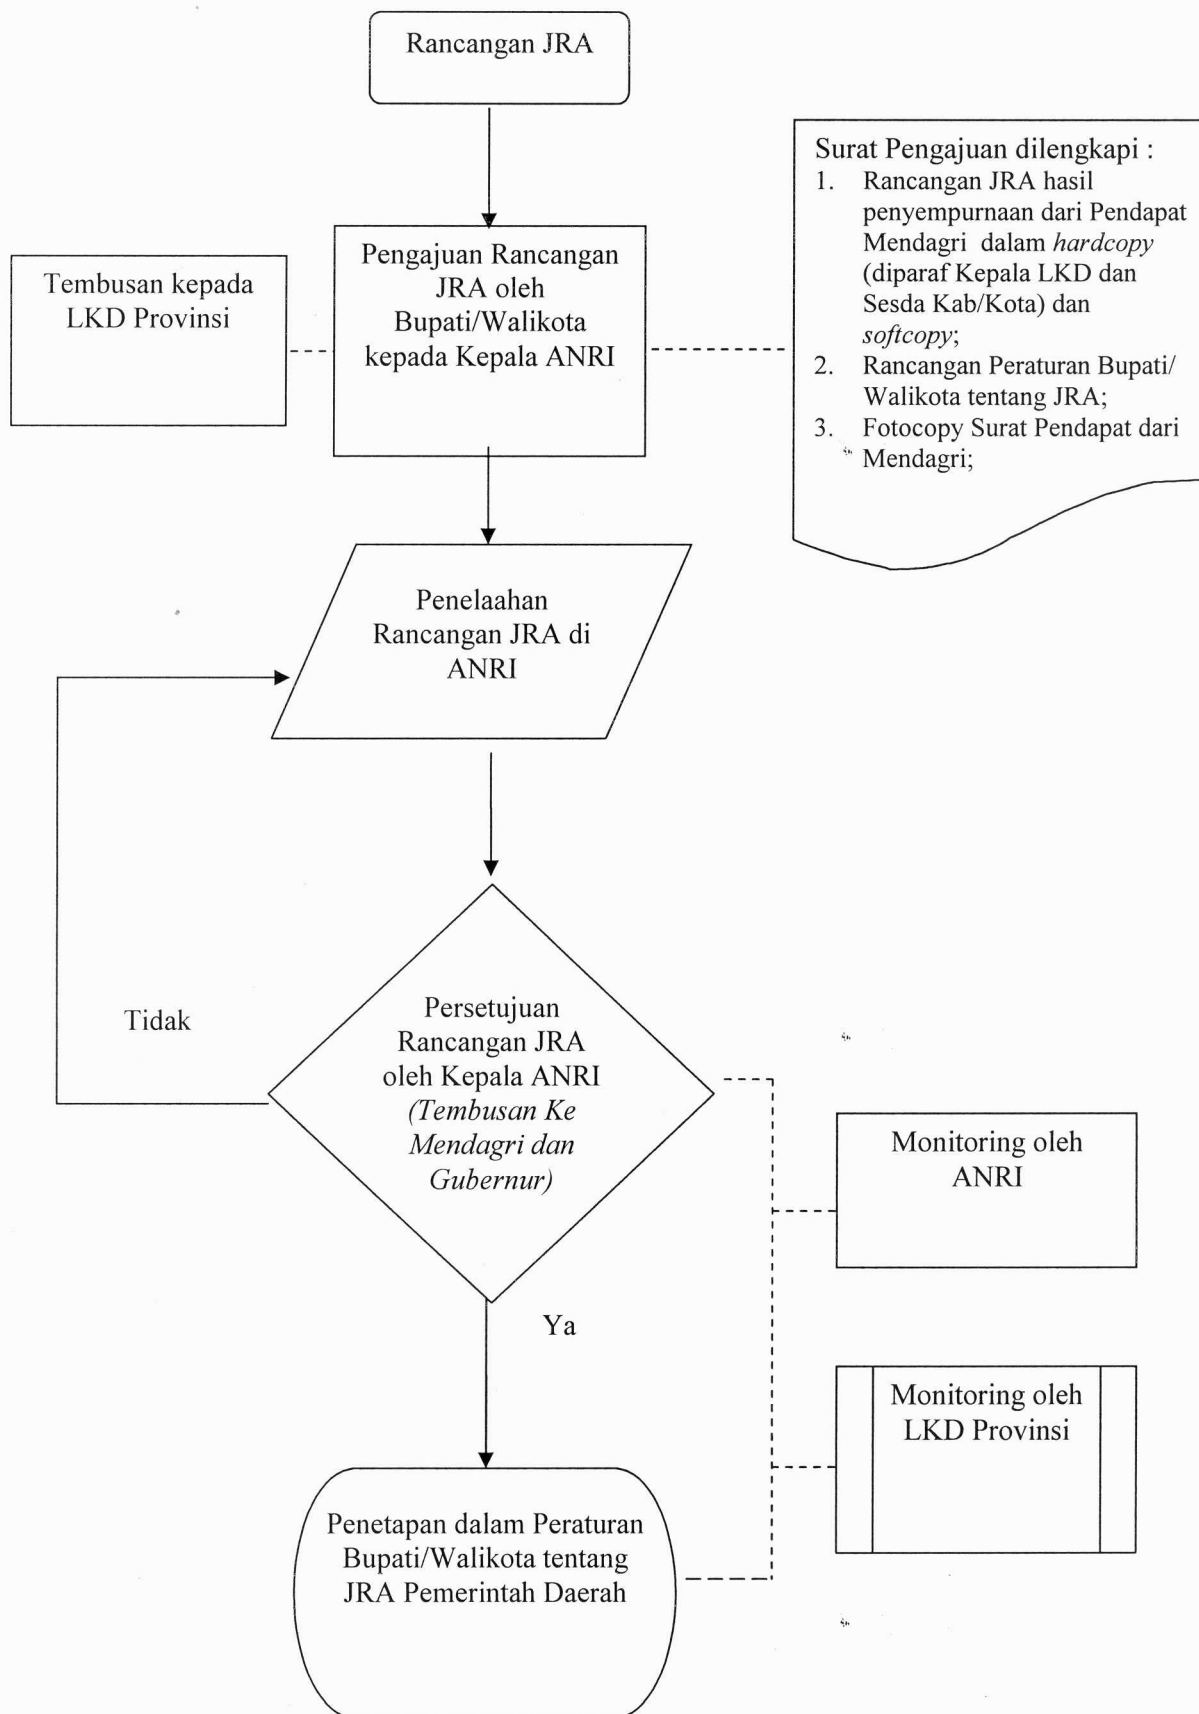 Rancangan JRA
Surat Pengajuan dilengkapi :
1. Rancangan JRA hasil
penyempurnaan dari Pendapat
Mendagri dalam hardcopy
(diparaf Kepala LKD dan
Sesda Kab/Kota) dan
softcopy;
2. Rancangan Peraturan Bupati/
Walikota tentang JRA;
3. Fotocopy Surat Pendapat dari
Mendagri;
Pengajuan Rancangan
JRA oleh
Bupati/Walikota
kepada Kepala ANRI
Tembusan kepada
LKD Provinsi
Penelaahan
Rancangan JRA di
ANRI
Tidak
Persetujuan
Rancangan JRA
oleh Kepala ANRI
(Tembusan Ke
Mendagri dan
Gubernur)
Monitoring oleh
ANRI
Ya
Monitoring oleh
LKD Provinsi
Penetapan dalam Peraturan
Bupati/Walikota tentang
JRA Pemerintah Daerah